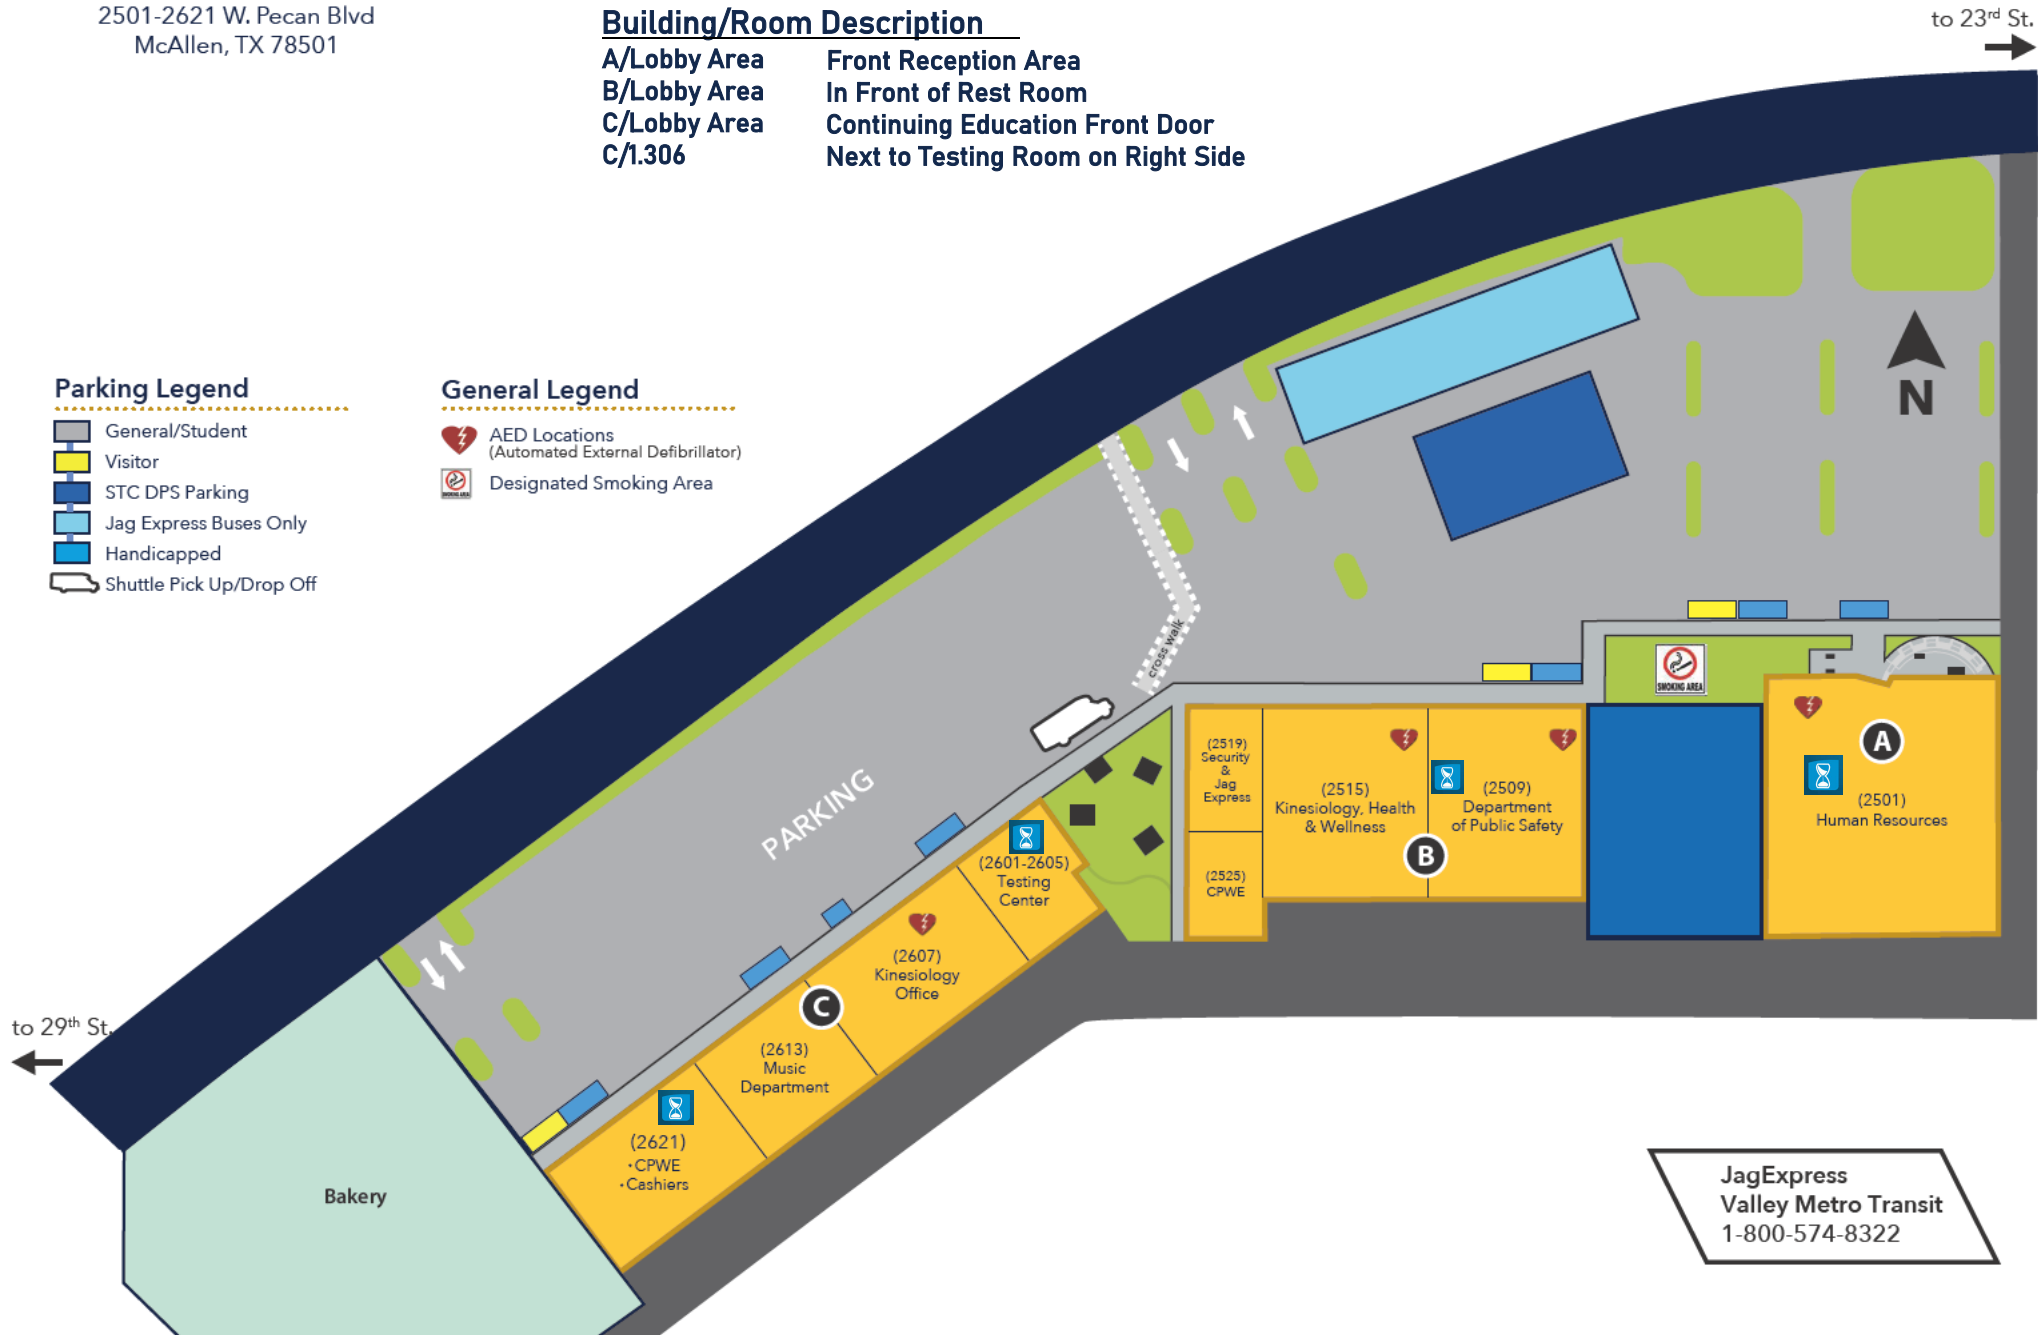 2501-2621 W. Pecan Blvd
McAllen, TX 78501
Building/Room Description
A/Lobby Area Front Reception Area
B/Lobby Area In Front of Rest Room
C/Lobby Area Continuing Education Front Door
C/1.306 Next to Testing Room on Right Side
to 23rd St.
Parking Legend
General/Student
Visitor
STC DPS Parking
Jag Express Buses Only
Handicapped
Shuttle Pick Up/Drop Off
General Legend
AED Locations
(Automated External Defibrillator)
SMOKING AREA
Designated Smoking Area
N
cross walk
SMOKING AREA
PARKING
A
(2501)
Human Resources
(2519)
Security
&
Jag
Express
(2525)
CPWE
(2515)
Kinesiology, Health
& Wellness
(2509)
Department
of Public Safety
B
(2601-2605)
Testing
Center
(2607)
Kinesiology
Office
C
(2613)
Music
Department
(2621)
•CPWE
•Cashiers
to 29th St.
Bakery
JagExpress
Valley Metro Transit
1-800-574-8322